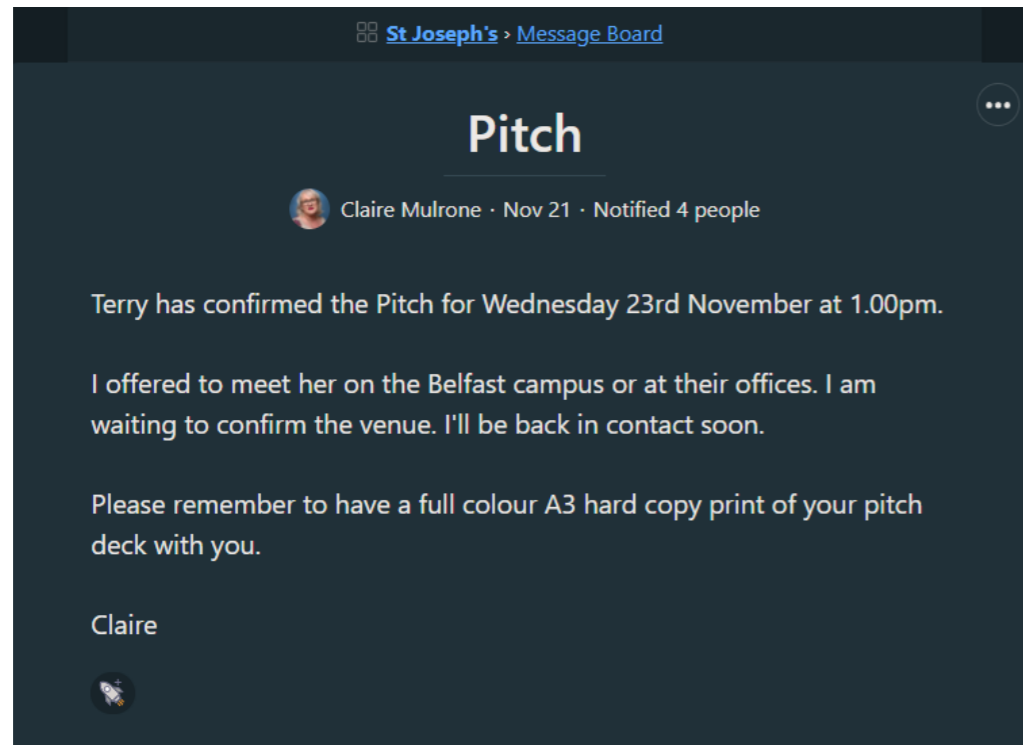 St Joseph's › Message Board
Pitch
Claire Mulrone · Nov 21 · Notified 4 people
Terry has confirmed the Pitch for Wednesday 23rd November at 1.00pm.
I offered to meet her on the Belfast campus or at their offices. I am
waiting to confirm the venue. I'll be back in contact soon.
Please remember to have a full colour A3 hard copy print of your pitch
deck with you.
Claire